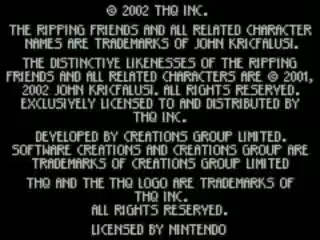 © 2002 THQ INC.
THE RIPPING FRIENDS AND ALL RELATED CHARACTER
NAMES ARE TRADEMARKS OF JOHN KRICFALUSI.
THE DISTINCTIVE LIKENESSES OF THE RIPPING
FRIENDS AND ALL RELATED CHARACTERS ARE © 2001,
2002 JOHN KRICFALUSI. ALL RIGHTS RESERVED.
EXCLUSIVELY LICENSED TO AND DISTRIBUTED BY
THQ INC.
DEVELOPED BY CREATIONS GROUP LIMITED.
SOFTWARE CREATIONS AND CREATIONS GROUP ARE
TRADEMARKS OF CREATIONS GROUP LIMITED
THQ AND THE THQ LOGO ARE TRADEMARKS OF
THQ INC.
ALL RIGHTS RESERVED.
LICENSED BY NINTENDO